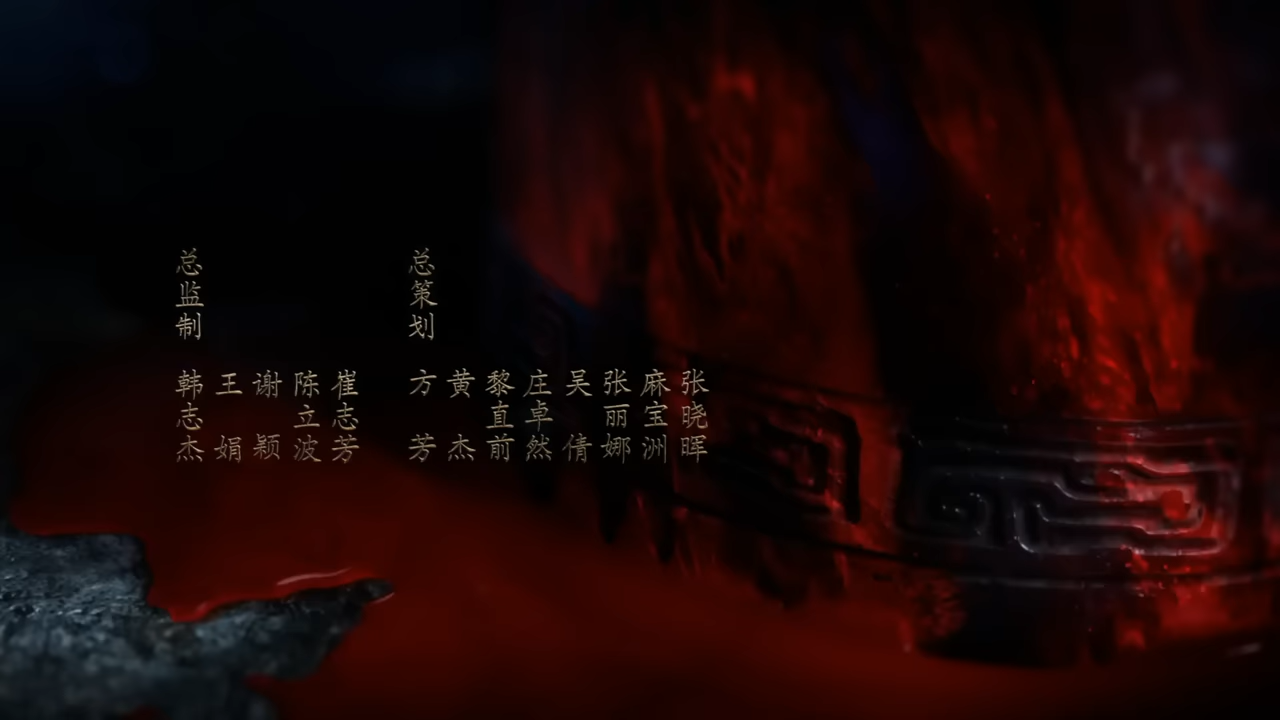 总监制
韩志杰
王娟
谢颖
陈立波
崔志芳
总策划
方芳
黄杰
黎直前
庄卓然
吴倩
张丽娜
麻宝洲
张晓晖